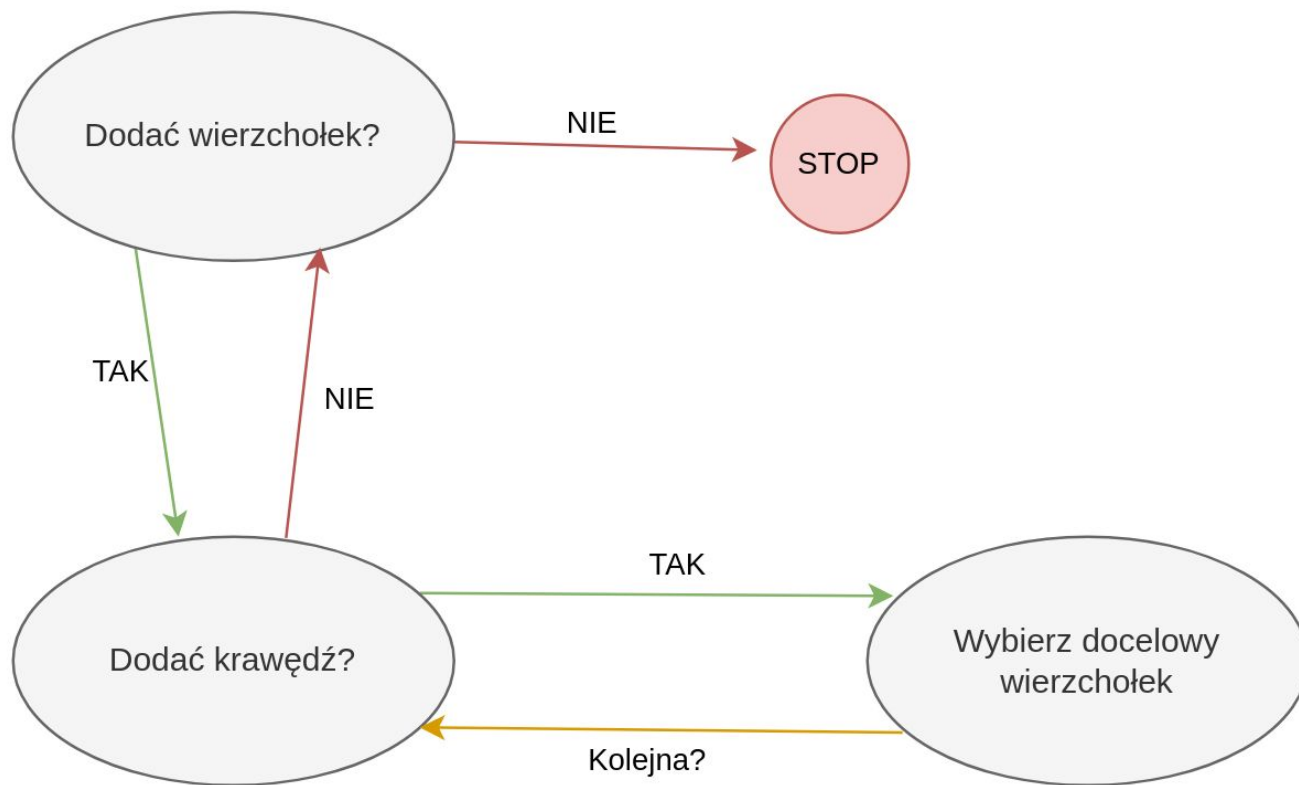 Dodać wierzchołek?
NIE
STOP
TAK
NIE
TAK
Dodać krawędź?
Wybierz docelowy
wierzchołek
Kolejna?